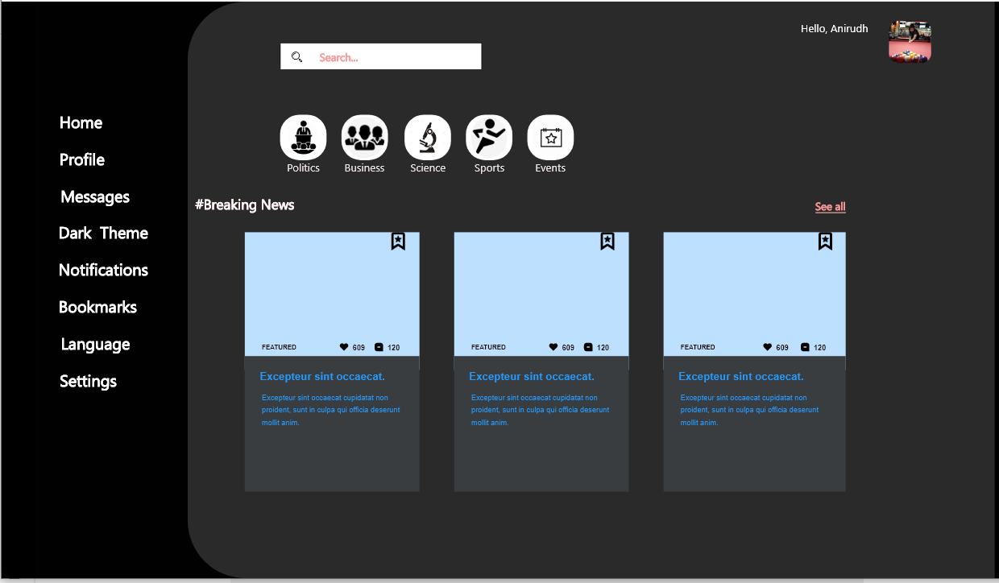 Hello, Anirudh
Search...
Home
Profile
Messages
Dark Theme
Notifications
Bookmarks
Language
Settings
Politics
Business
Science
Sports
Events
#Breaking News
See all
FEATURED
609
120
Excepteur sint occaecat.
Excepteur sint occaecat cupidatat non
proident, sunt in culpa qui officia deserunt
mollit anim.
FEATURED
609
120
Excepteur sint occaecat.
Excepteur sint occaecat cupidatat non
proident, sunt in culpa qui officia deserunt
mollit anim.
FEATURED
609
120
Excepteur sint occaecat.
Excepteur sint occaecat cupidatat non
proident, sunt in culpa qui officia deserunt
mollit anim.